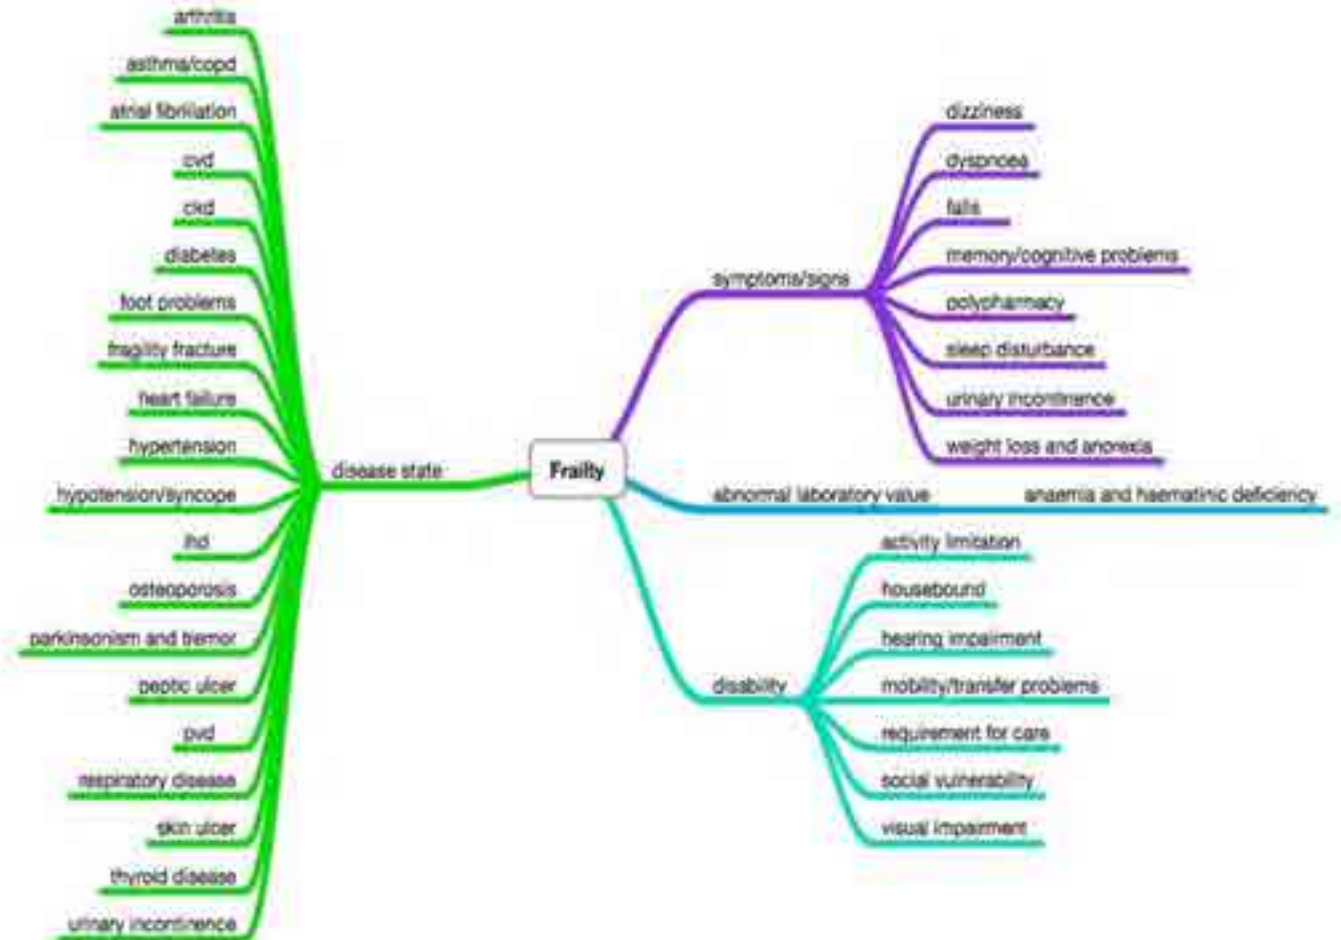 arthritis
asthma/copd
atrial fibrillation
cvd
ckd
diabetes
foot problems
fragility fracture
heart failure
hypertension
hypotension/syncope
ihd
osteoporosis
parkinsonism and tremor
peptic ulcer
pvd
respiratory disease
skin ulcer
thyroid disease
urinary incontinence
disease state
Frailty
symptoms/signs
dizziness
dyspnoea
falls
memory/cognitive problems
polypharmacy
sleep disturbance
urinary incontinence
weight loss and anorexia
abnormal laboratory value
anaemia and haematinic deficiency
disability
activity limitation
housebound
hearing impairment
mobility/transfer problems
requirement for care
social vulnerability
visual impairment